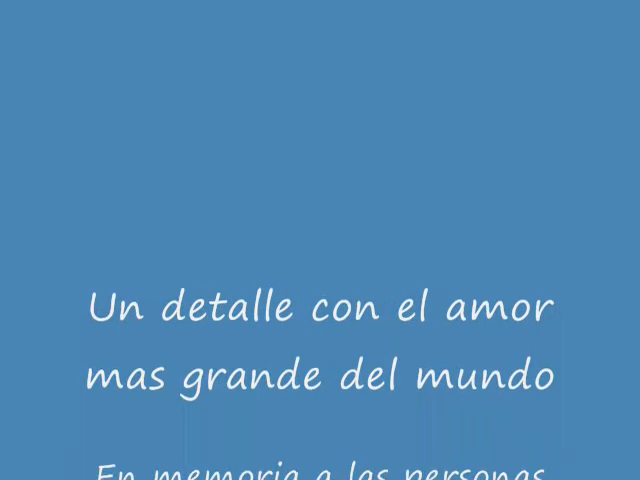 Un detalle con el amor
mas grande del mundo
En memoria a las personas